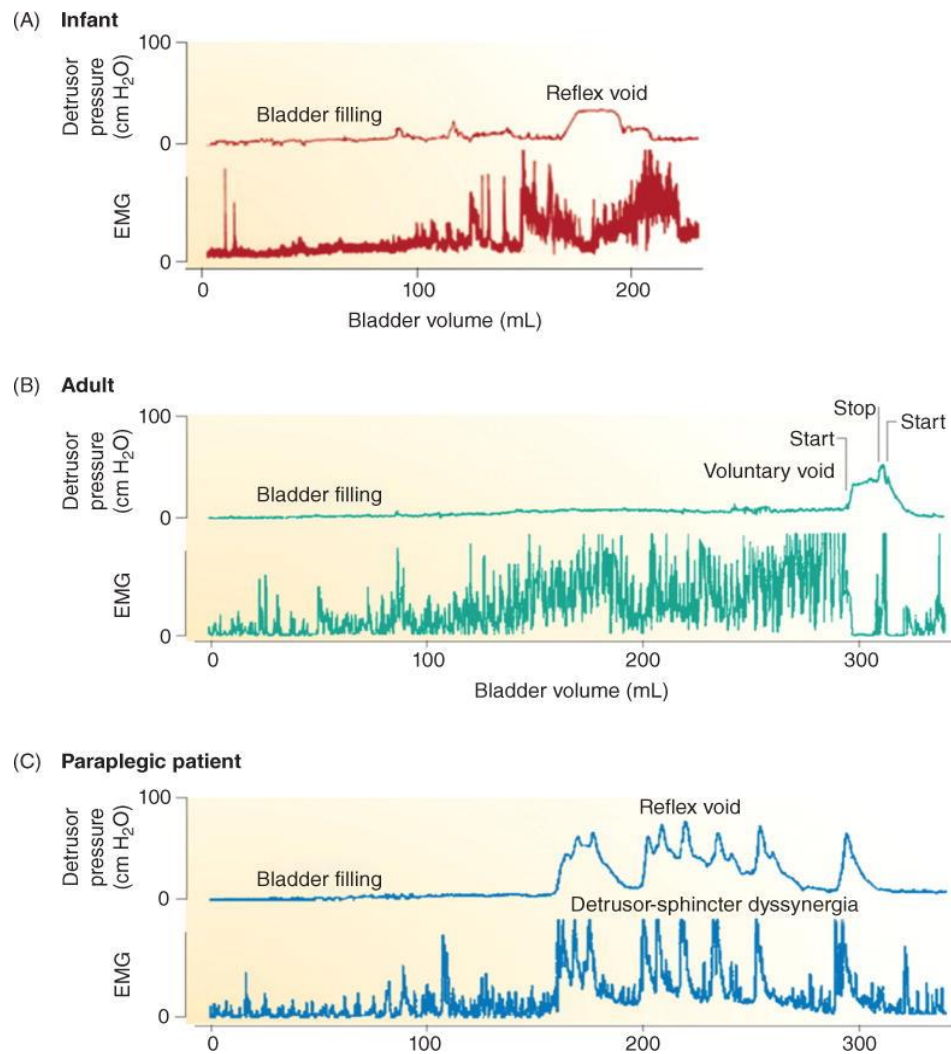 (A) Infant
100
Detrusor
pressure
(cm H₂O)
0
Bladder filling
Reflex void
EMG
0
0 100 200
Bladder volume (mL)
(B) Adult
100
Detrusor
pressure
(cm H₂O)
0
Bladder filling
Stop
Start
Start
Voluntary void
EMG
0
0 100 200 300
Bladder volume (mL)
(C) Paraplegic patient
100
Detrusor
pressure
(cm H₂O)
0
Bladder filling
Reflex void
Detrusor-sphincter dyssynergia
EMG
0
0 100 200 300